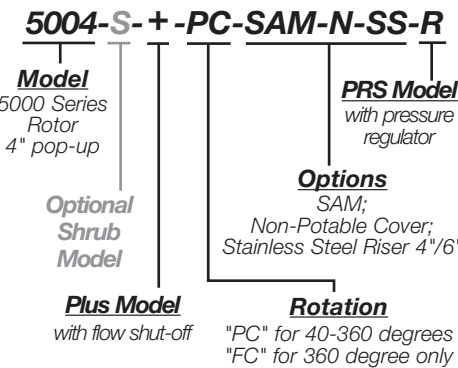 5004-S-+-PC-SAM-N-SS-R
Model
5000 Series
Rotor
4" pop-up
PRS Model
with pressure
regulator
Options
SAM;
Non-Potable Cover;
Stainless Steel Riser 4"/6"
Optional
Shrub
Model
Plus Model
with flow shut-off
Rotation
"PC" for 40-360 degrees
"FC" for 360 degree only